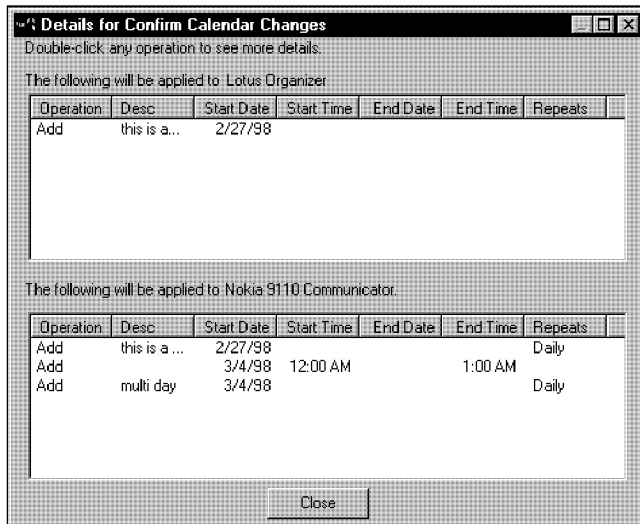 Details for Confirm Calendar Changes
Double-click any operation to see more details.
The following will be applied to Lotus Organizer
Operation Desc Start Date Start Time End Date End Time Repeats
Add this is a... 2/27/98
The following will be applied to Nokia 9110 Communicator.
Operation Desc Start Date Start Time End Date End Time Repeats
Add this is a ... 2/27/98 Daily
Add 3/4/98 12:00 AM 1:00 AM
Add multi day 3/4/98 Daily
Close